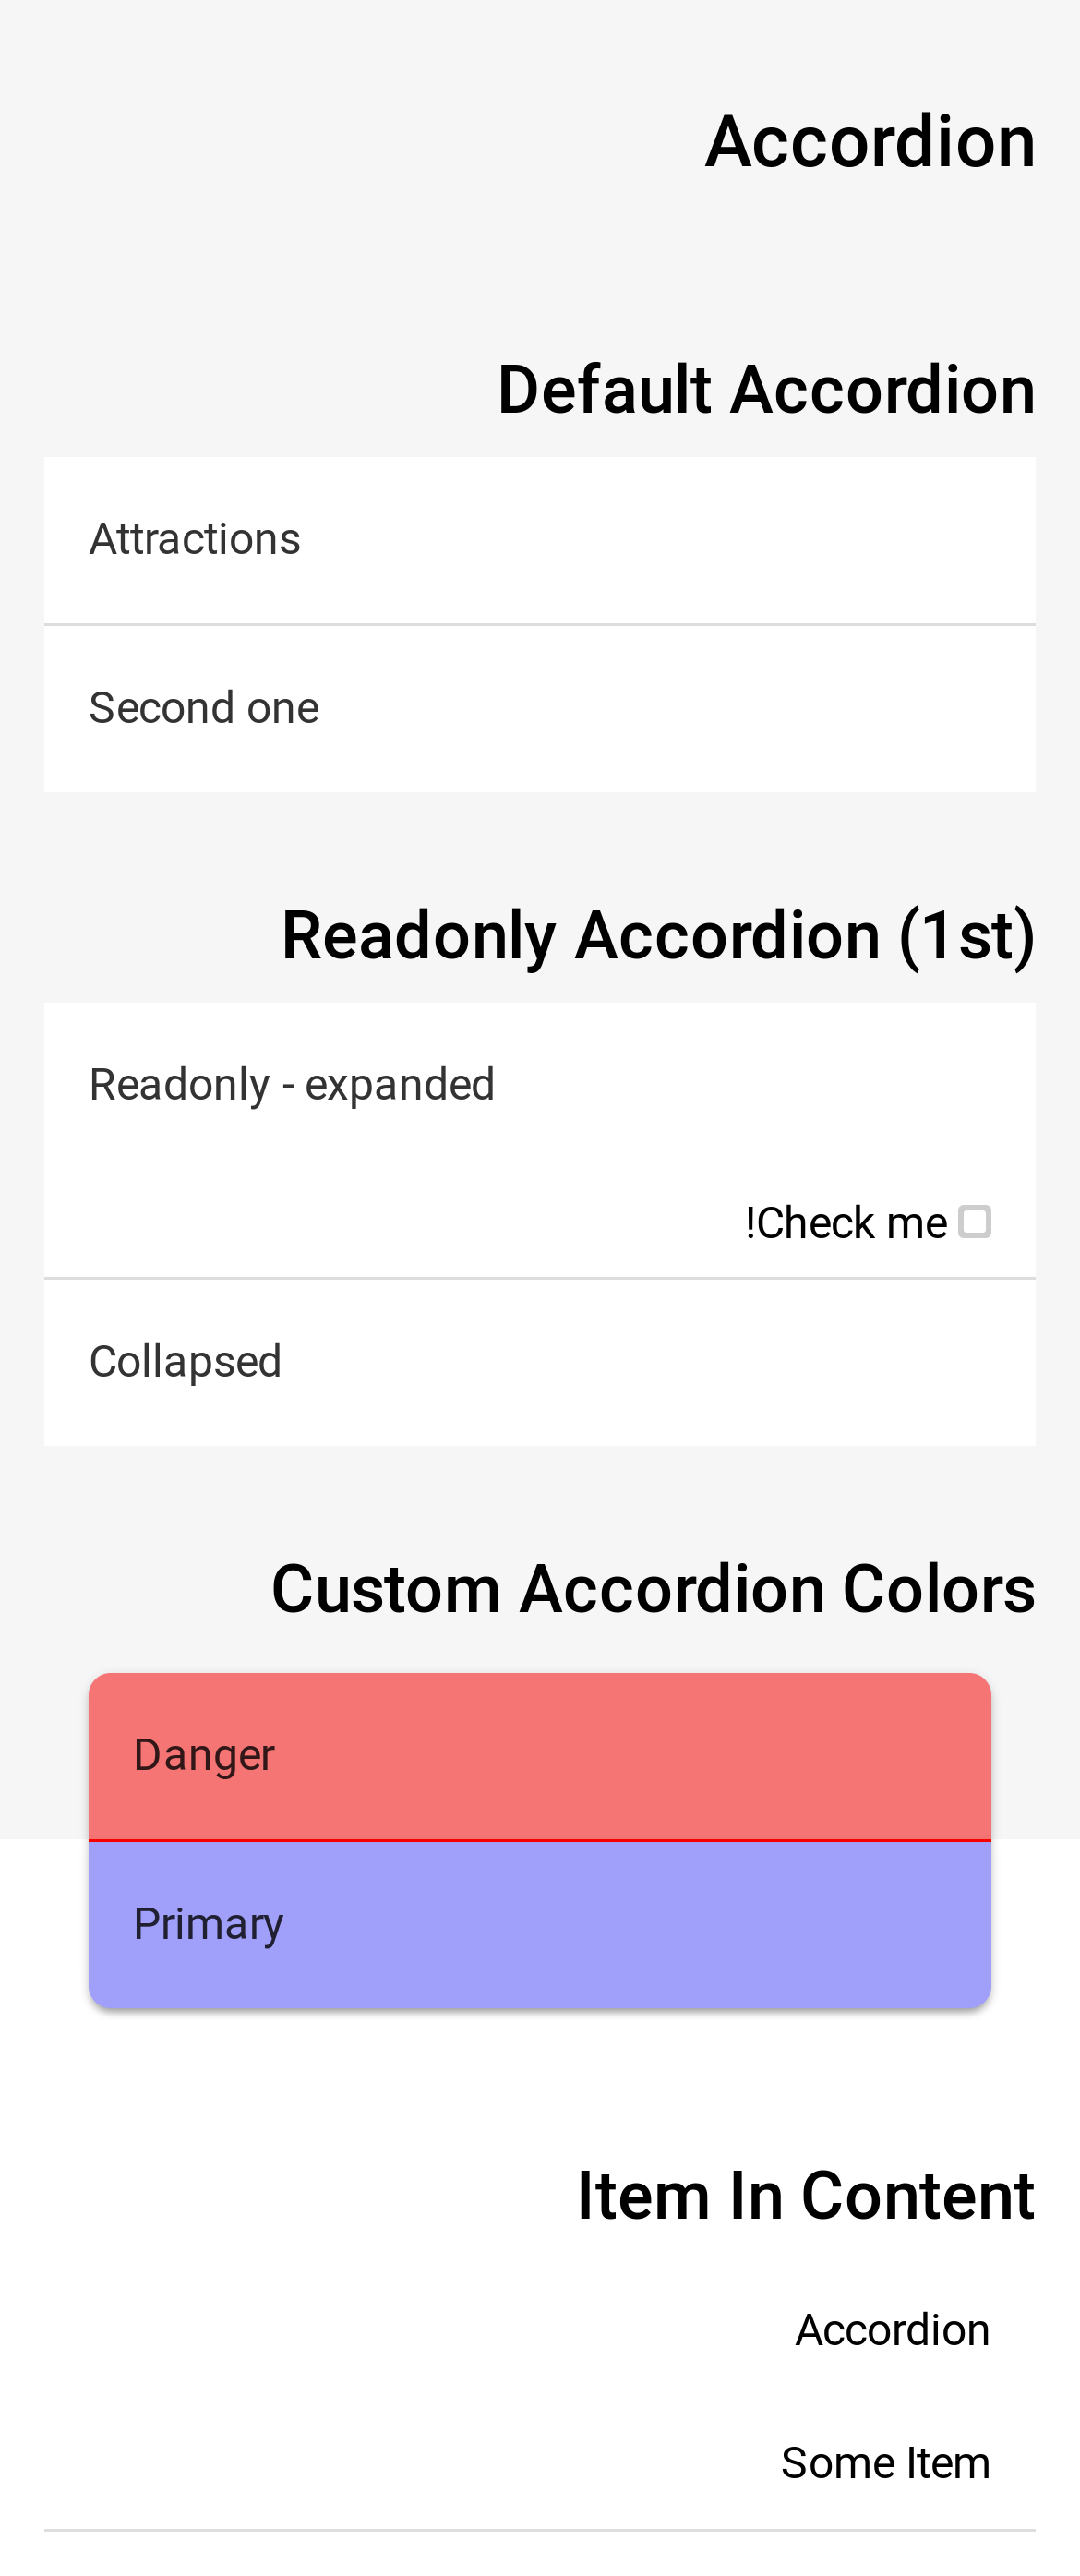 Accordion
Default Accordion
Attractions
Second one
Readonly Accordion (1st)
Readonly - expanded
!Check me
Collapsed
Custom Accordion Colors
Danger
Primary
Item In Content
Accordion
Some Item